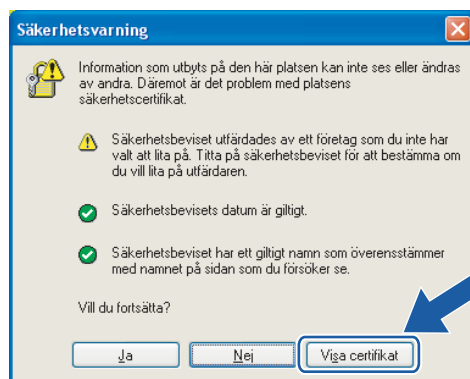 Säkerhetsvarning
Information som utbyts på den här platsen kan inte ses eller ändras
av andra. Däremot är det problem med platsens
säkerhetscertifikat.
Säkerhetsbeviset utfärdades av ett företag som du inte har
valt att lita på. Titta på säkerhetsbeviset för att bestämma om
du vill lita på utfärdaren.
Säkerhetsbevisets datum är giltigt.
Säkerhetsbeviset har ett giltigt namn som överensstämmer
med namnet på sidan som du försöker se.
Vill du fortsätta?
Ja Nej Visa certifikat